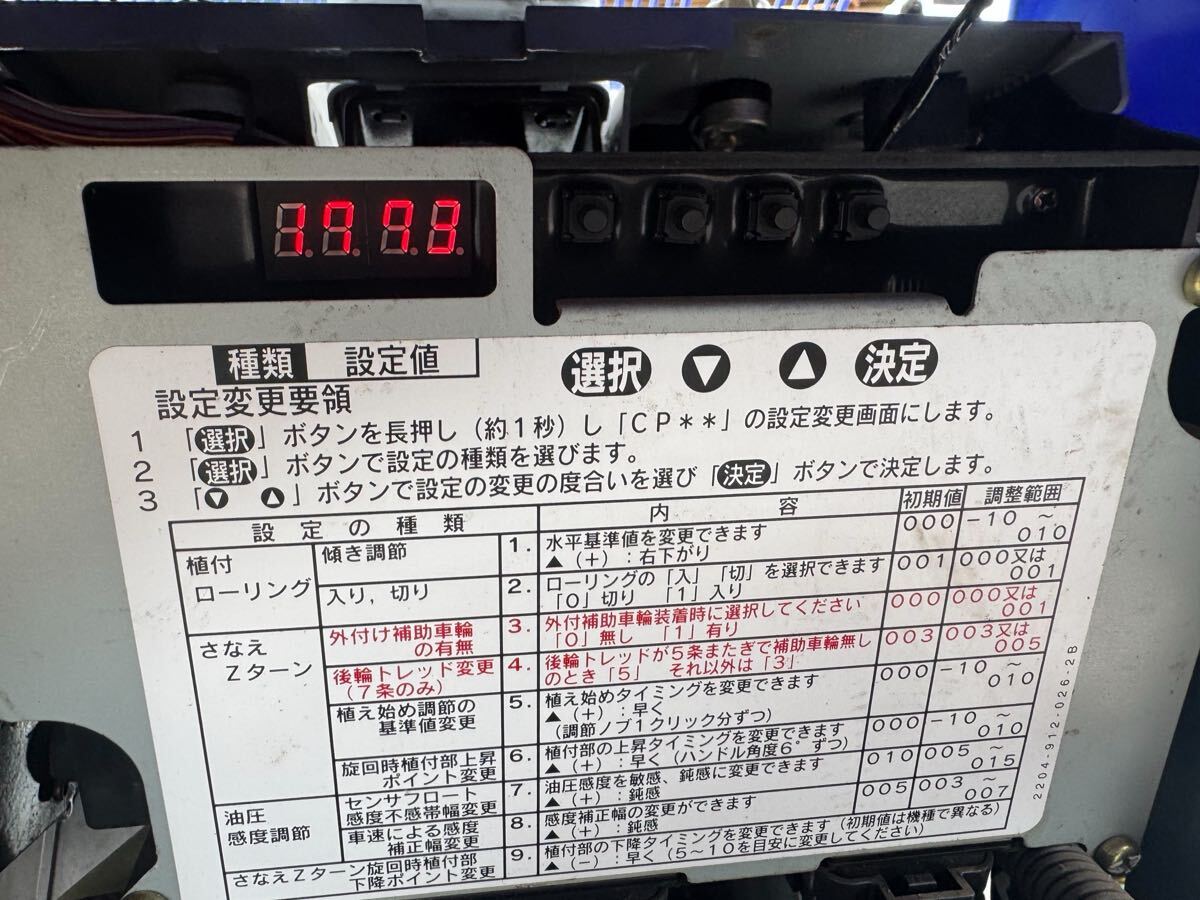 1773
種類 設定値 選択 ▼ ▲ 決定
設定変更要領
1 「選択」ボタンを長押し(約1秒)し「CP**」の設定変更画面にします。
2 「選択」ボタンで設定の種類を選びます。
3 「▼ ▲」ボタンで設定の変更の度合いを選び「決定」ボタンで決定します。
設定の種類 内容 初期値 調整範囲
植付
ローリング
傾き調節
1. 水平基準値を変更できます
▲(+):右下がり
000 -10~
010
入り,切り
2. ローリングの「入」「切」を選択できます
「0」切り 「1」入り
001 000又は
001
さなえ
Zターン
外付け補助車輪
の有無
3. 外付補助車輪装着時に選択してください
「0」無し 「1」有り
000 000又は
001
後輪トレッド変更
(7条のみ)
4. 後輪トレッドが5条またぎで補助車輪無し
のとき「5」 それ以外は「3」
003 003又は
005
植え始め調節の
基準値変更
5. 植え始めタイミングを変更できます
▲(+):早く
(調節ノブ1クリック分ずつ)
000 -10~
010
旋回時植付部上昇
ポイント変更
6. 植付部の上昇タイミングを変更できます
▲(+):早く(ハンドル角度6°ずつ)
000 -10~
010
油圧
感度調節
センサフロート
感度不感帯幅変更
7. 油圧感度を敏感、鈍感に変更できます
▲(+):鈍感
010 005~
015
車速による感度
補正幅変更
8. 感度補正幅の変更ができます
▲(+):鈍感
005 003~
007
さなえZターン旋回時植付部
下降ポイント変更
9. 植付部の下降タイミングを変更できます(初期値は機種で異なる)
▲(-):早く(5~10を目安に変更してください)
2204-912-026-2B